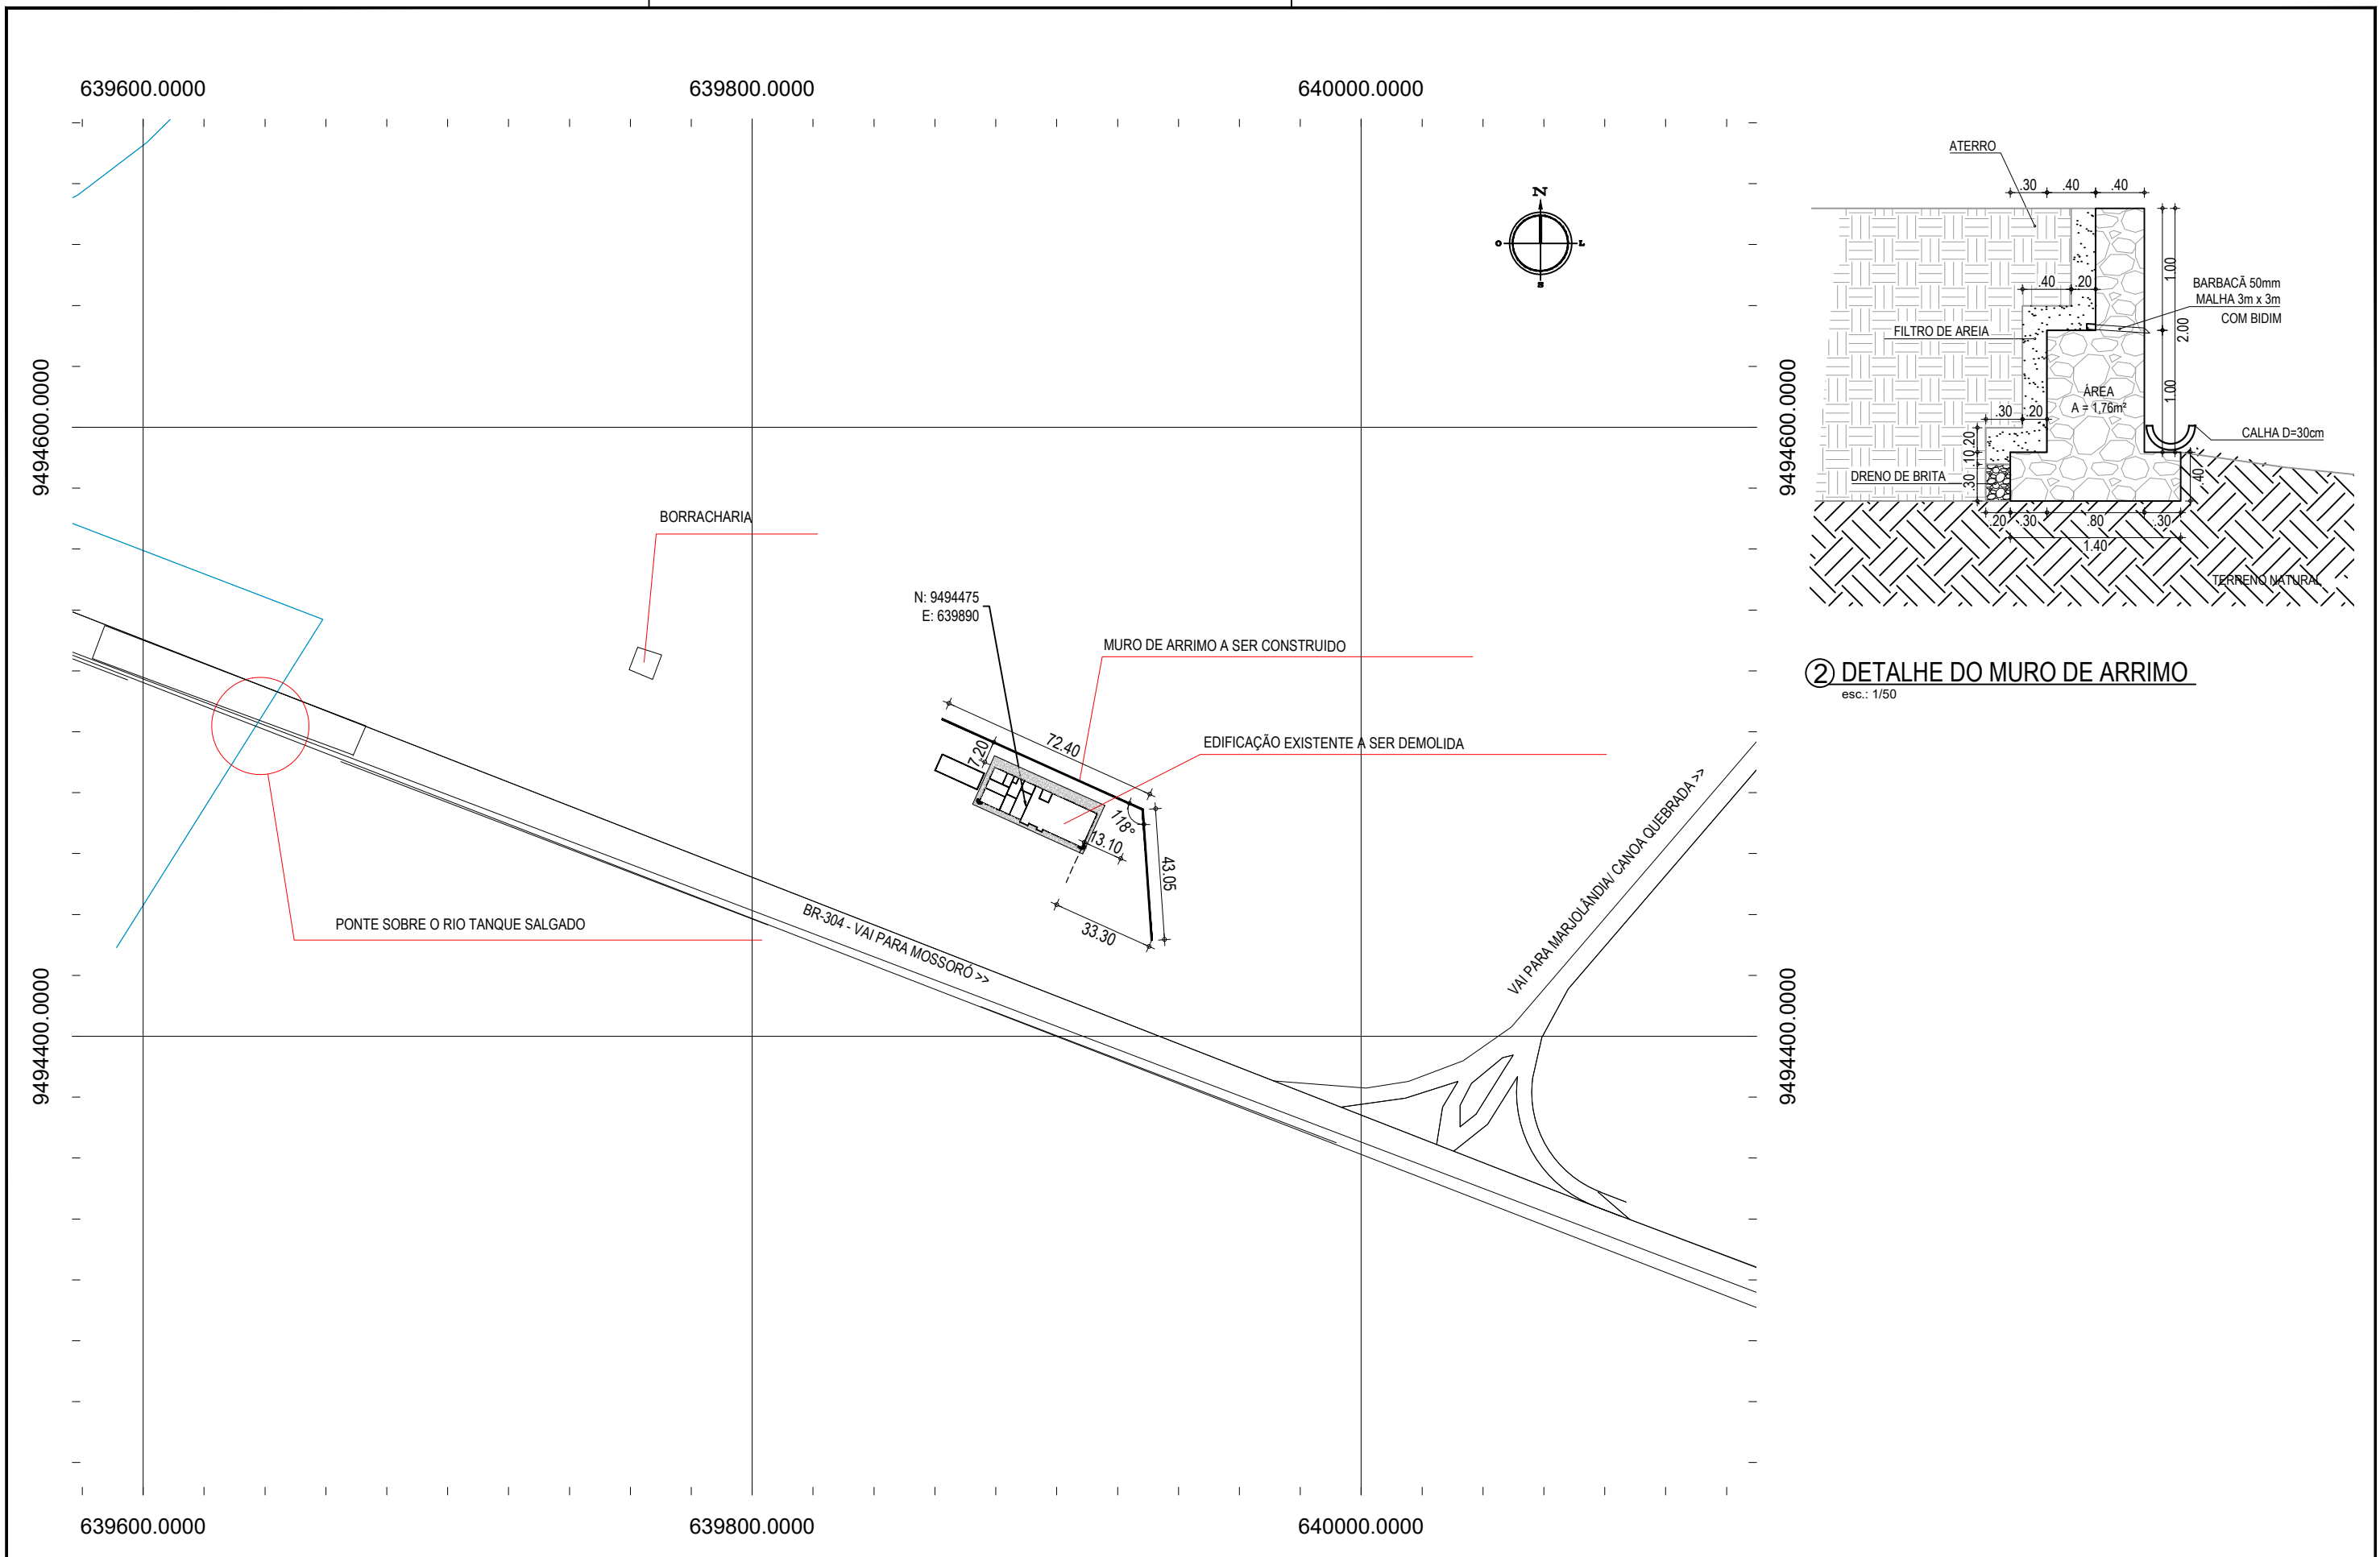 639600.0000
639800.0000
640000.0000
9494600.0000
9494600.0000
9494400.0000
9494400.0000
N
O
L
S
BORRACHARIA
N: 9494475
E: 639890
MURO DE ARRIMO A SER CONSTRUIDO
EDIFICAÇÃO EXISTENTE A SER DEMOLIDA
72.40
7.20
118°
13.10
43.05
33.30
PONTE SOBRE O RIO TANQUE SALGADO
BR-304 - VAI PARA MOSSORÓ >>
VAI PARA MARJOLÂNDIA/ CANOA QUEBRADA >>
639600.0000
639800.0000
640000.0000
ATERRO
.30
.40
.40
.40
.20
1.00
2.00
1.00
BARBACÃ 50mm
MALHA 3m x 3m
COM BIDIM
FILTRO DE AREIA
ÁREA
A = 1,76m²
.30
.20
CALHA D=30cm
.20
.10
.30
DRENO DE BRITA
.40
.20
.30
.80
.30
1.40
TERRENO NATURAL
2 DETALHE DO MURO DE ARRIMO
esc.: 1/50